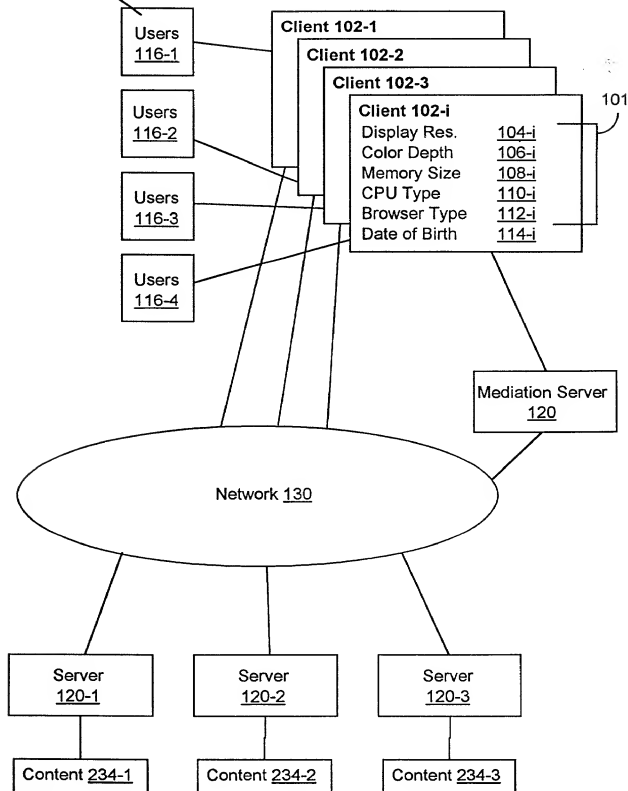 Users
116-1
Users
116-2
Users
116-3
Users
116-4
Client 102-1
Client 102-2
Client 102-3
Client 102-i
Display Res. 104-i
Color Depth 106-i
Memory Size 108-i
CPU Type 110-i
Browser Type 112-i
Date of Birth 114-i
101
Mediation Server
120
Network 130
Server
120-1
Server
120-2
Server
120-3
Content 234-1
Content 234-2
Content 234-3